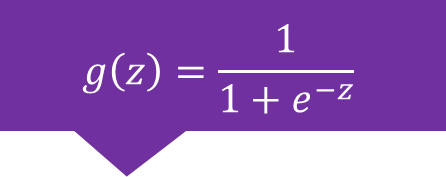 g(z) = 1 / (1 + e^{-z})